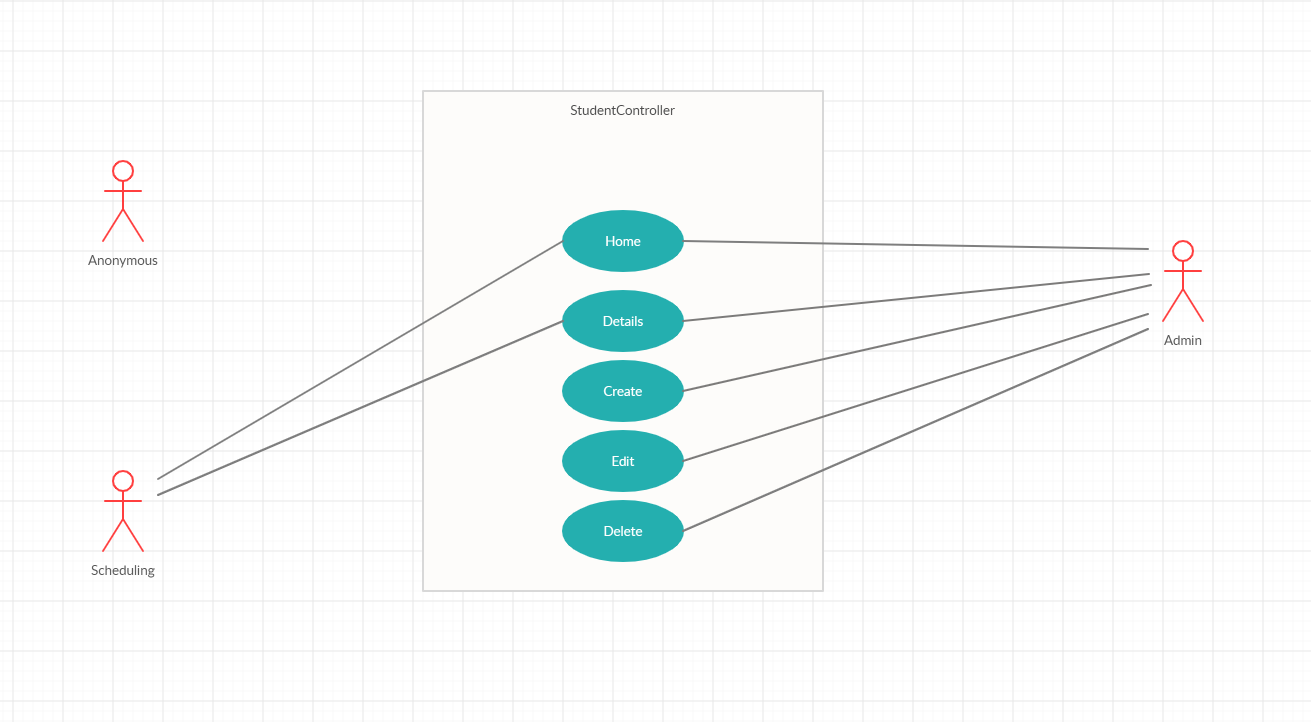 StudentController
Anonymous
Home
Details
Admin
Create
Edit
Delete
Scheduling